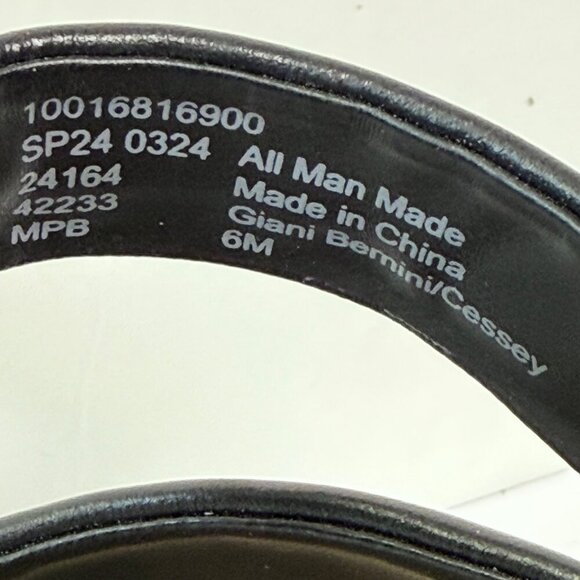 10016816900
SP24 0324
24164
42233
MPB
All Man Made
Made in China
Giani Bernini/Cessey
6M